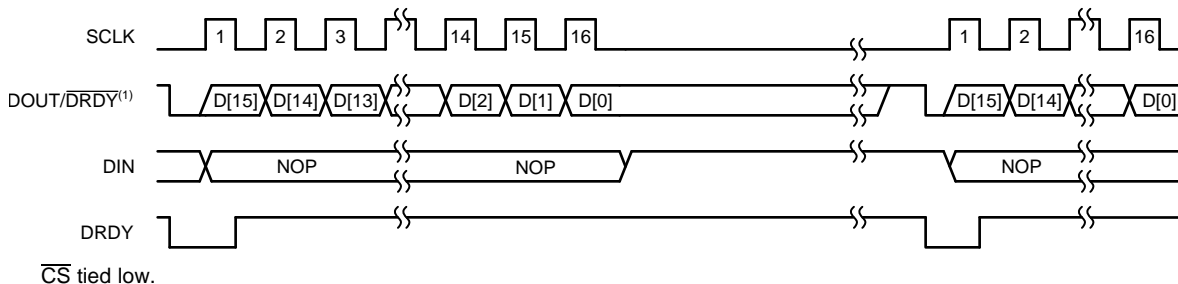 SCLK 1 2 3 14 15 16 1 2 16
DOUT/DRDY(1) D[15] D[14] D[13] D[2] D[1] D[0] D[15] D[14] D[0]
DIN NOP NOP NOP
DRDY
CS tied low.